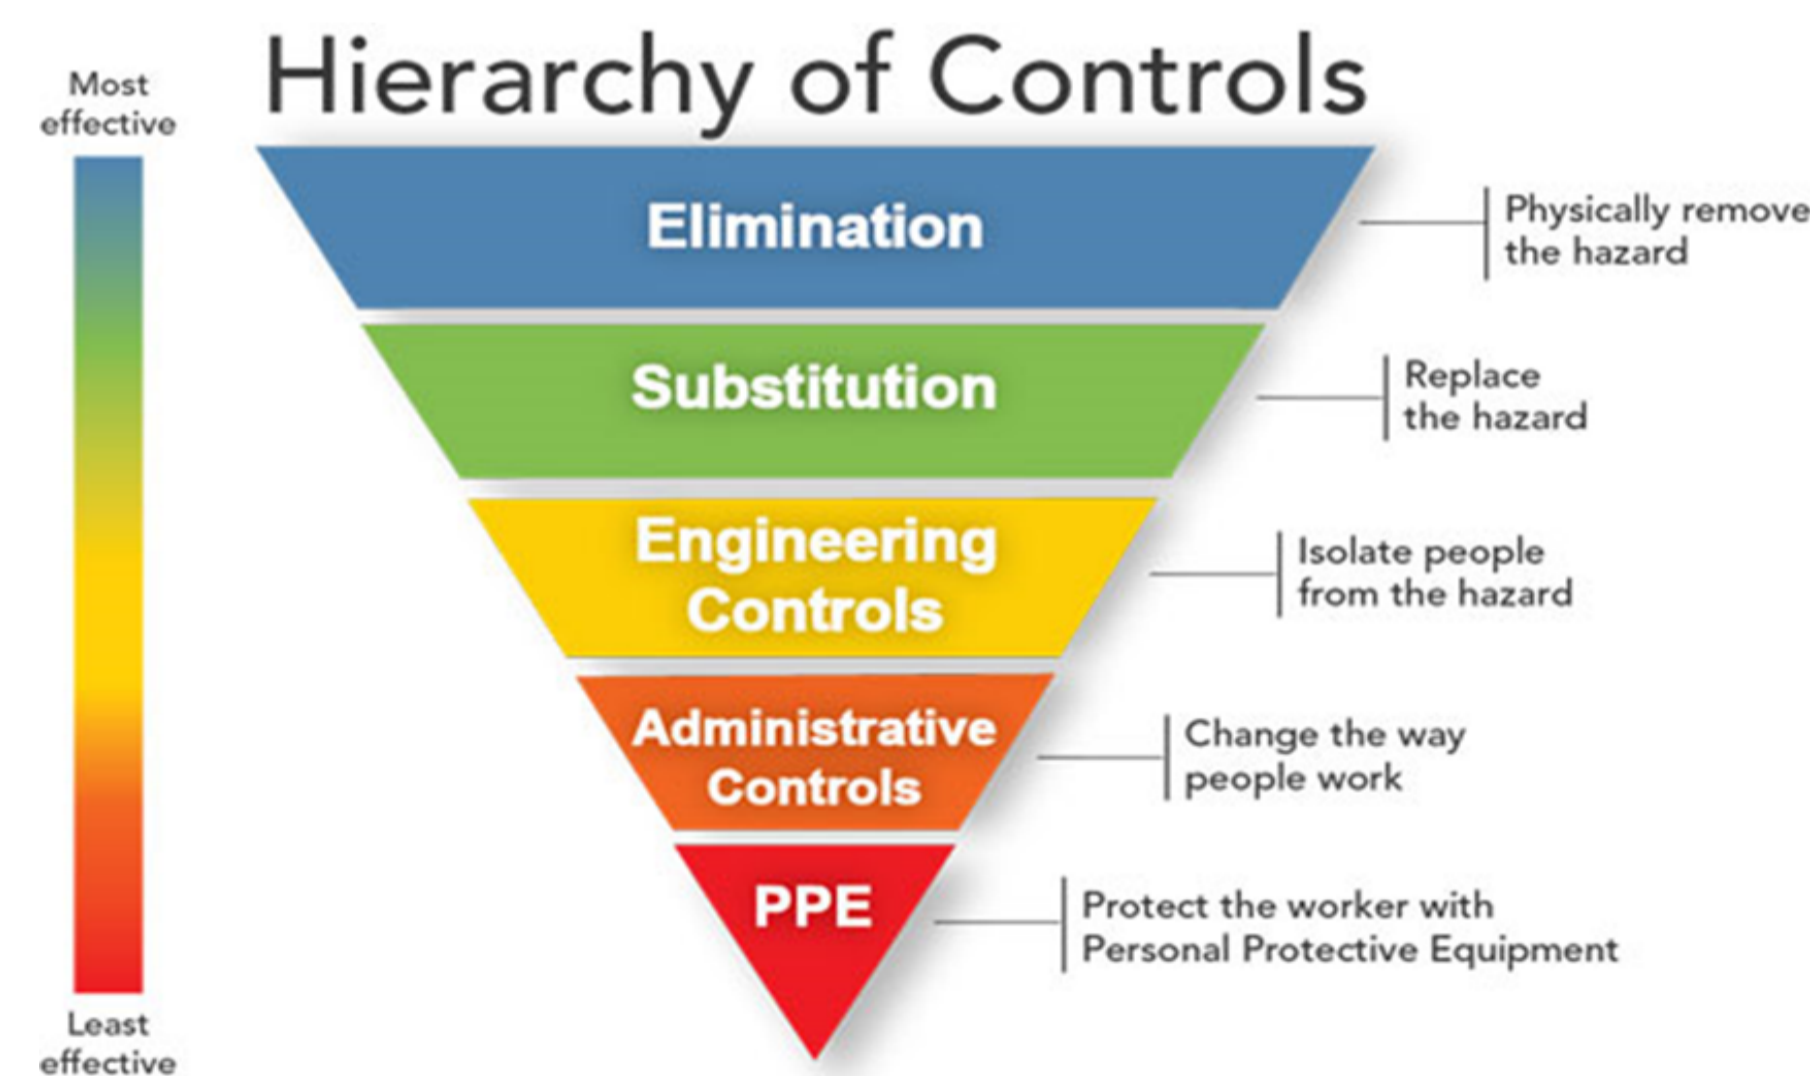 Hierarchy of Controls
Most
effective
Elimination
Physically remove
the hazard
Substitution
Replace
the hazard
Engineering
Controls
Isolate people
from the hazard
Administrative
Controls
Change the way
people work
PPE
Protect the worker with
Personal Protective Equipment
Least
effective